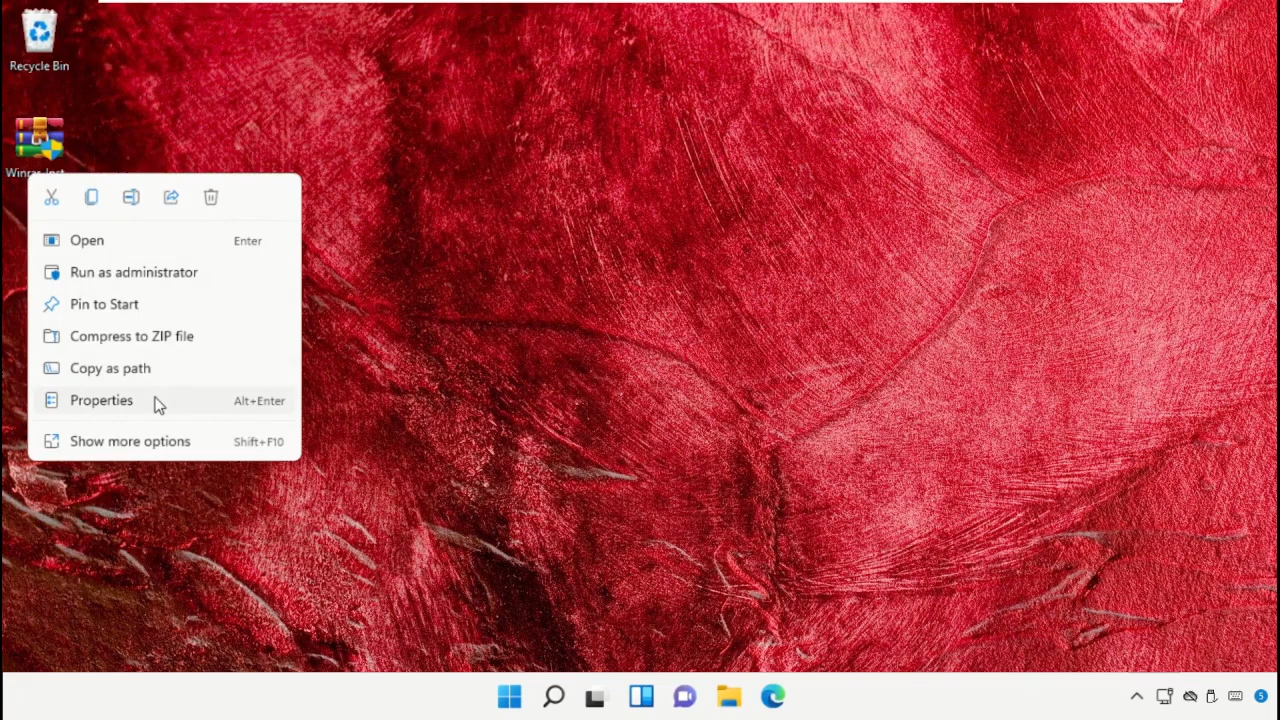 Recycle Bin
Open Enter
Run as administrator
Pin to Start
Compress to ZIP file
Copy as path
Properties Alt+Enter
Show more options Shift+F10
5